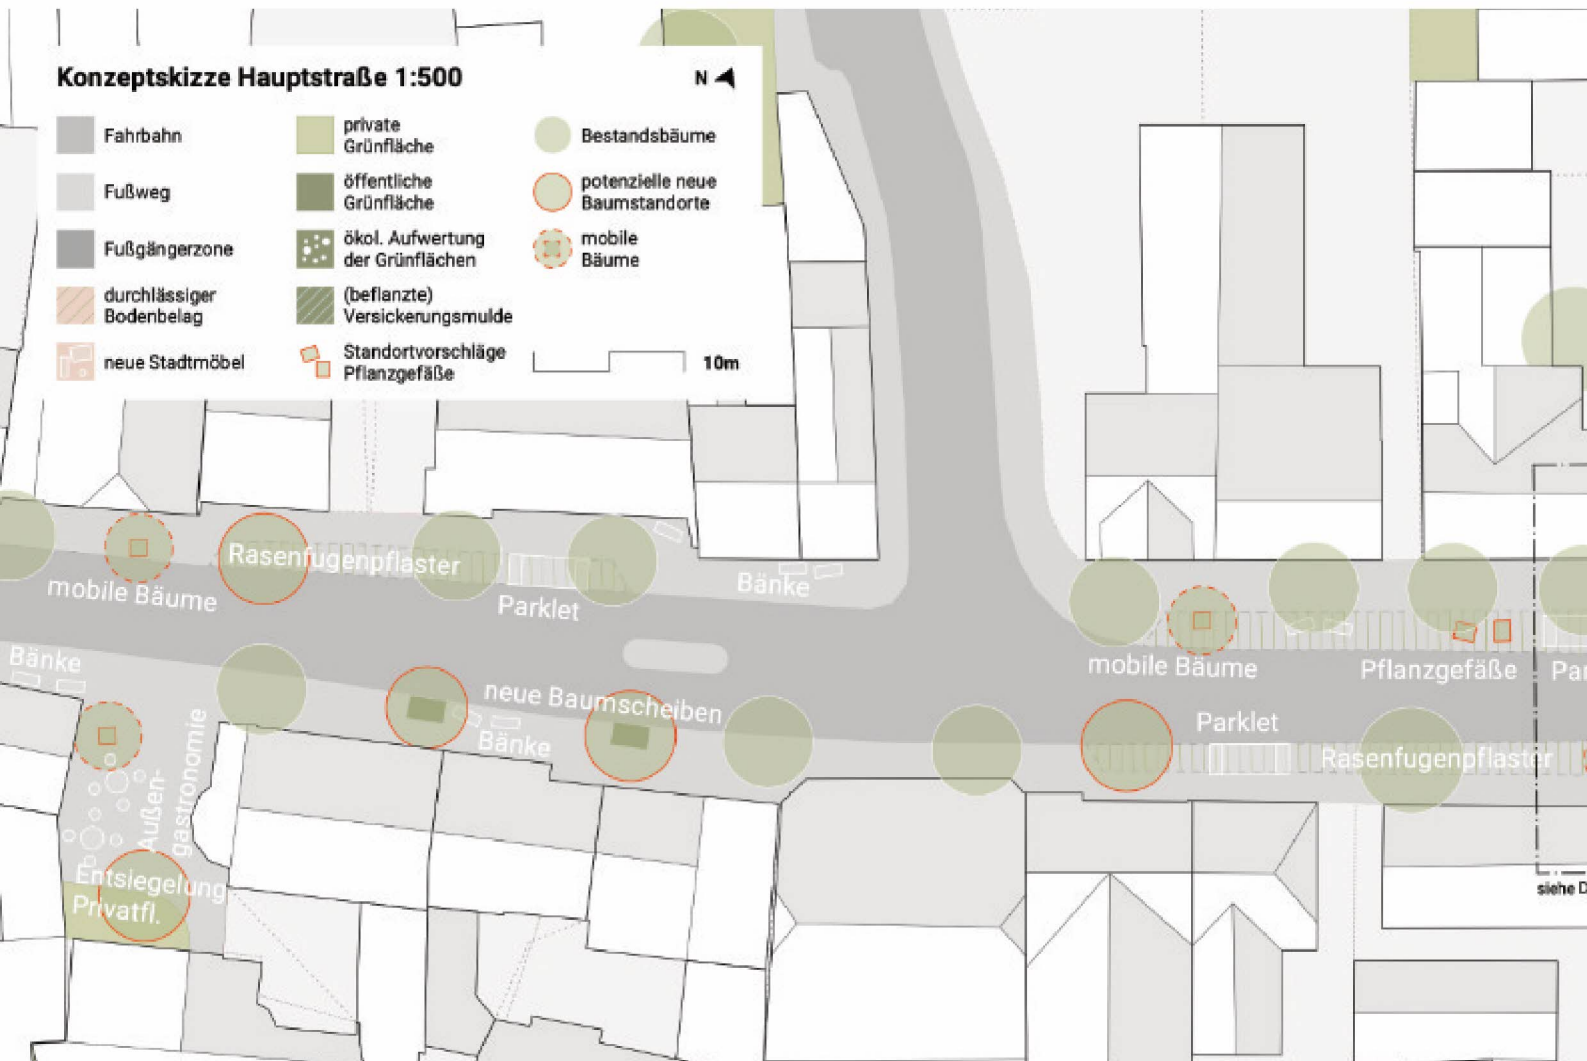 Konzeptskizze Hauptstraße 1:500
N
Fahrbahn
Fußweg
Fußgängerzone
durchlässiger
Bodenbelag
neue Stadtmöbel
private
Grünfläche
öffentliche
Grünfläche
ökol. Aufwertung
der Grünflächen
(beflanzte)
Versickerungsmulde
Standortvorschläge
Pflanzgefäße
Bestandsbäume
potenzielle neue
Baumstandorte
mobile
Bäume
10m
Rasenfugenpflaster
mobile Bäume
Parklet
Bänke
Bänke
neue Baumscheiben
Bänke
Außen-
gastronomie
Entsiegelung
Privatfl.
mobile Bäume
Pflanzgefäße
Par
Parklet
Rasenfugenpflaster
siehe D